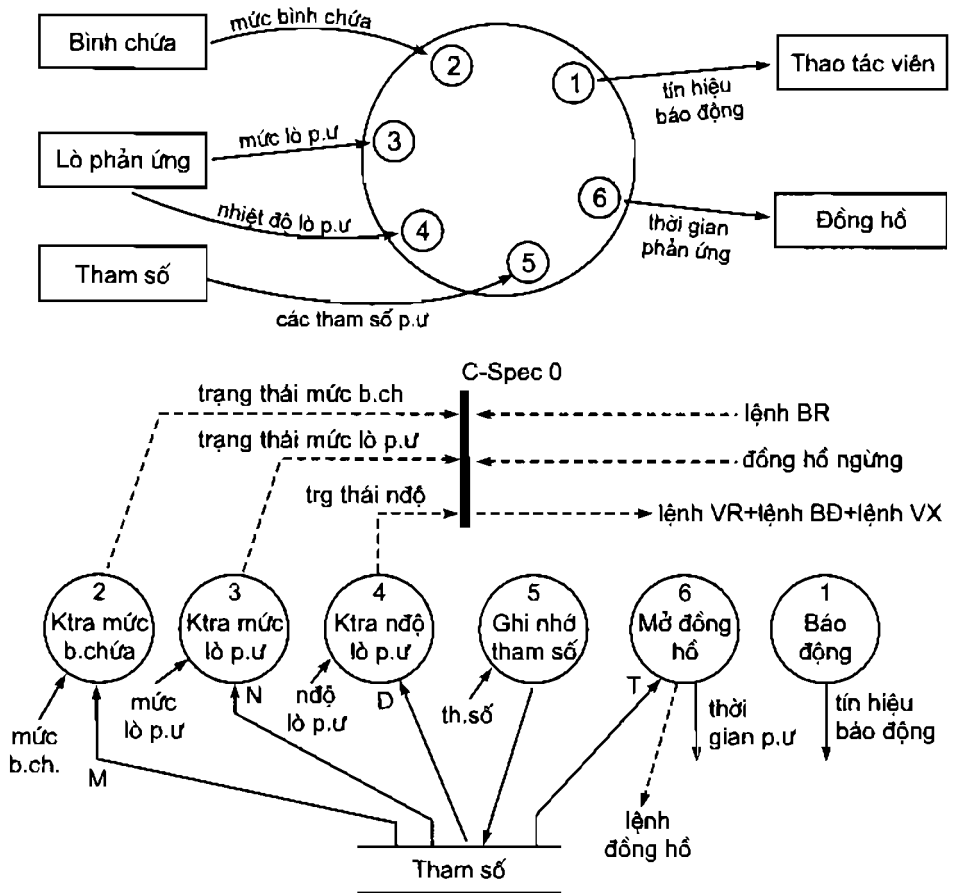 Bình chứa
mức bình chứa
2
1
tín hiệu
báo động
Thao tác viên
Lò phản ứng
mức lò p.ư
3
nhiệt độ lò p.ư
4
6
thời gian
phản ứng
Đồng hồ
Tham số
5
các tham số p.ư
C-Spec 0
trạng thái mức b.ch
lệnh BR
trạng thái mức lò p.ư
đồng hồ ngừng
trg thái nđộ
lệnh VR+lệnh BĐ+lệnh VX
2
Ktra mức
b.chứa
3
Ktra mức
lò p.ư
4
Ktra nđộ
lò p.ư
5
Ghi nhớ
tham số
6
Mở đồng
hồ
1
Báo
động
mức
b.ch.
M
mức
lò p.ư
N
nđộ
lò p.ư
D
th.số
T
thời
gian p.ư
tín hiệu
báo động
lệnh
đồng hồ
Tham số